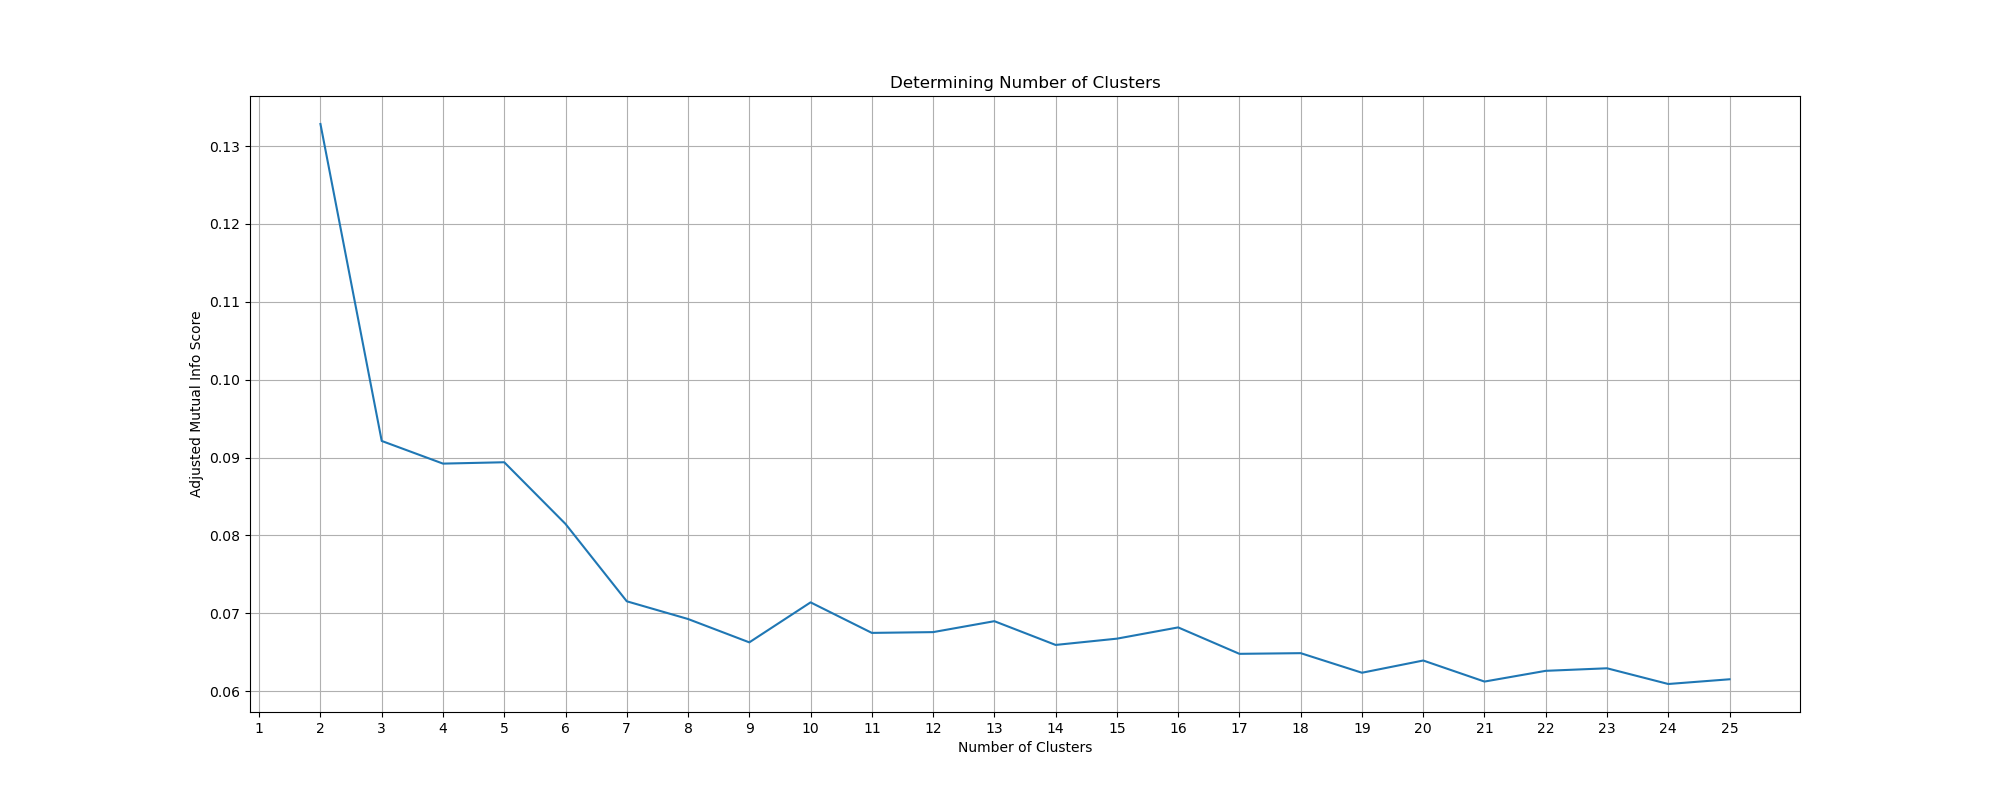 Determining Number of Clusters
Adjusted Mutual Info Score
0.13
0.12
0.11
0.10
0.09
0.08
0.07
0.06
1 2 3 4 5 6 7 8 9 10 11 12 13 14 15 16 17 18 19 20 21 22 23 24 25
Number of Clusters